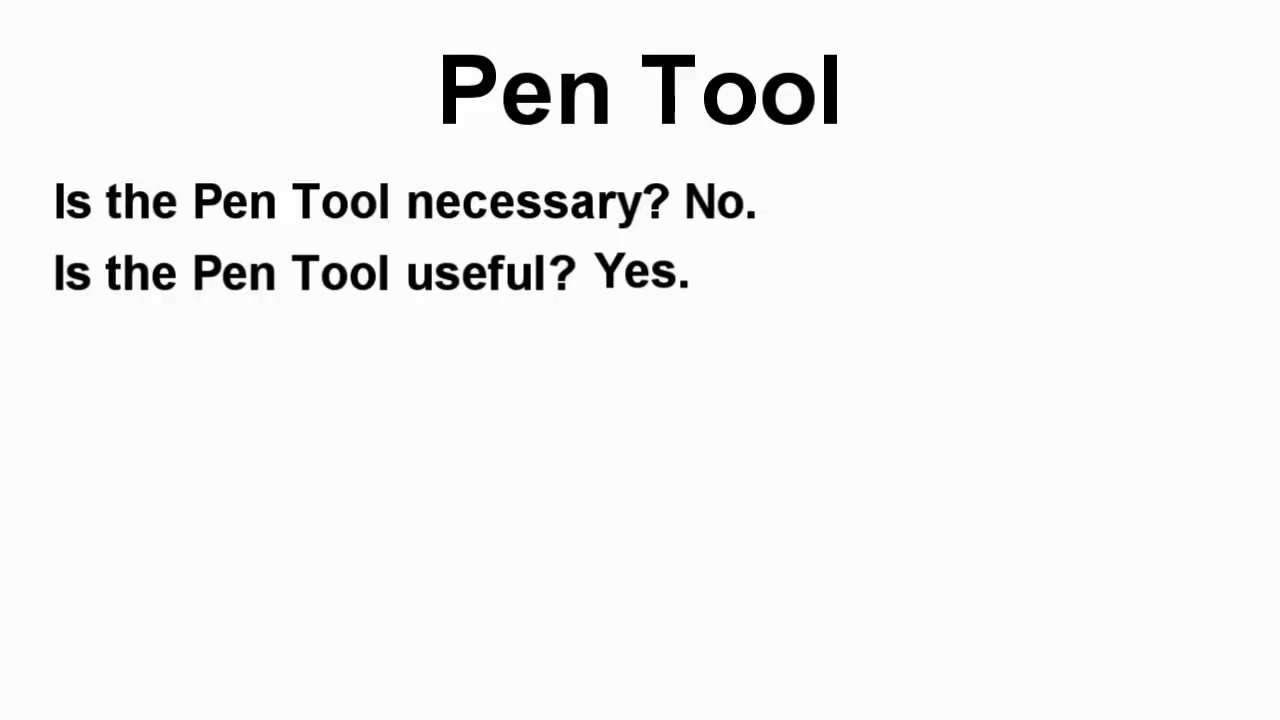 Pen Tool
Is the Pen Tool necessary? No.
Is the Pen Tool useful? Yes.